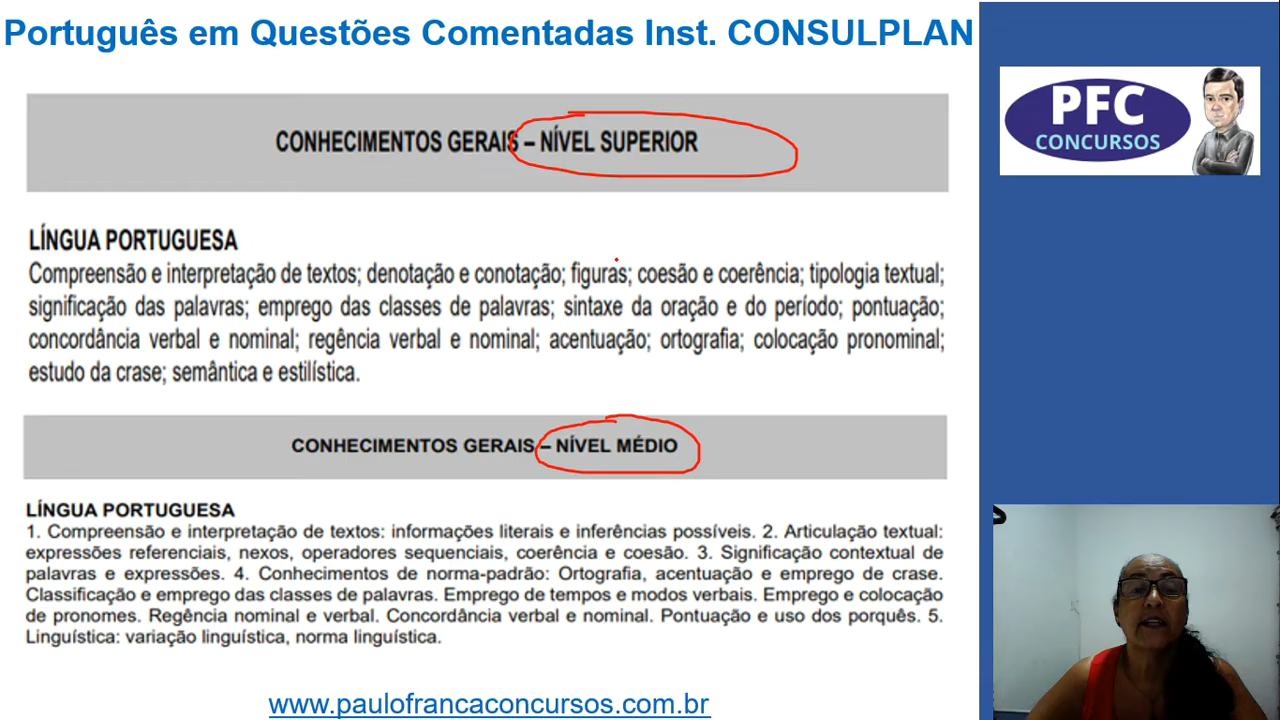 Português em Questões Comentadas Inst. CONSULPLAN
PFC
CONCURSOS
CONHECIMENTOS GERAIS – NÍVEL SUPERIOR
LÍNGUA PORTUGUESA
Compreensão e interpretação de textos; denotação e conotação; figuras; coesão e coerência; tipologia textual;
significação das palavras; emprego das classes de palavras; sintaxe da oração e do período; pontuação;
concordância verbal e nominal; regência verbal e nominal; acentuação; ortografia; colocação pronominal;
estudo da crase; semântica e estilística.
CONHECIMENTOS GERAIS – NÍVEL MÉDIO
LÍNGUA PORTUGUESA
1. Compreensão e interpretação de textos: informações literais e inferências possíveis. 2. Articulação textual:
expressões referenciais, nexos, operadores sequenciais, coerência e coesão. 3. Significação contextual de
palavras e expressões. 4. Conhecimentos de norma-padrão: Ortografia, acentuação e emprego de crase.
Classificação e emprego das classes de palavras. Emprego de tempos e modos verbais. Emprego e colocação
de pronomes. Regência nominal e verbal. Concordância verbal e nominal. Pontuação e uso dos porquês. 5.
Linguística: variação linguística, norma linguística.
www.paulofrancaconcursos.com.br